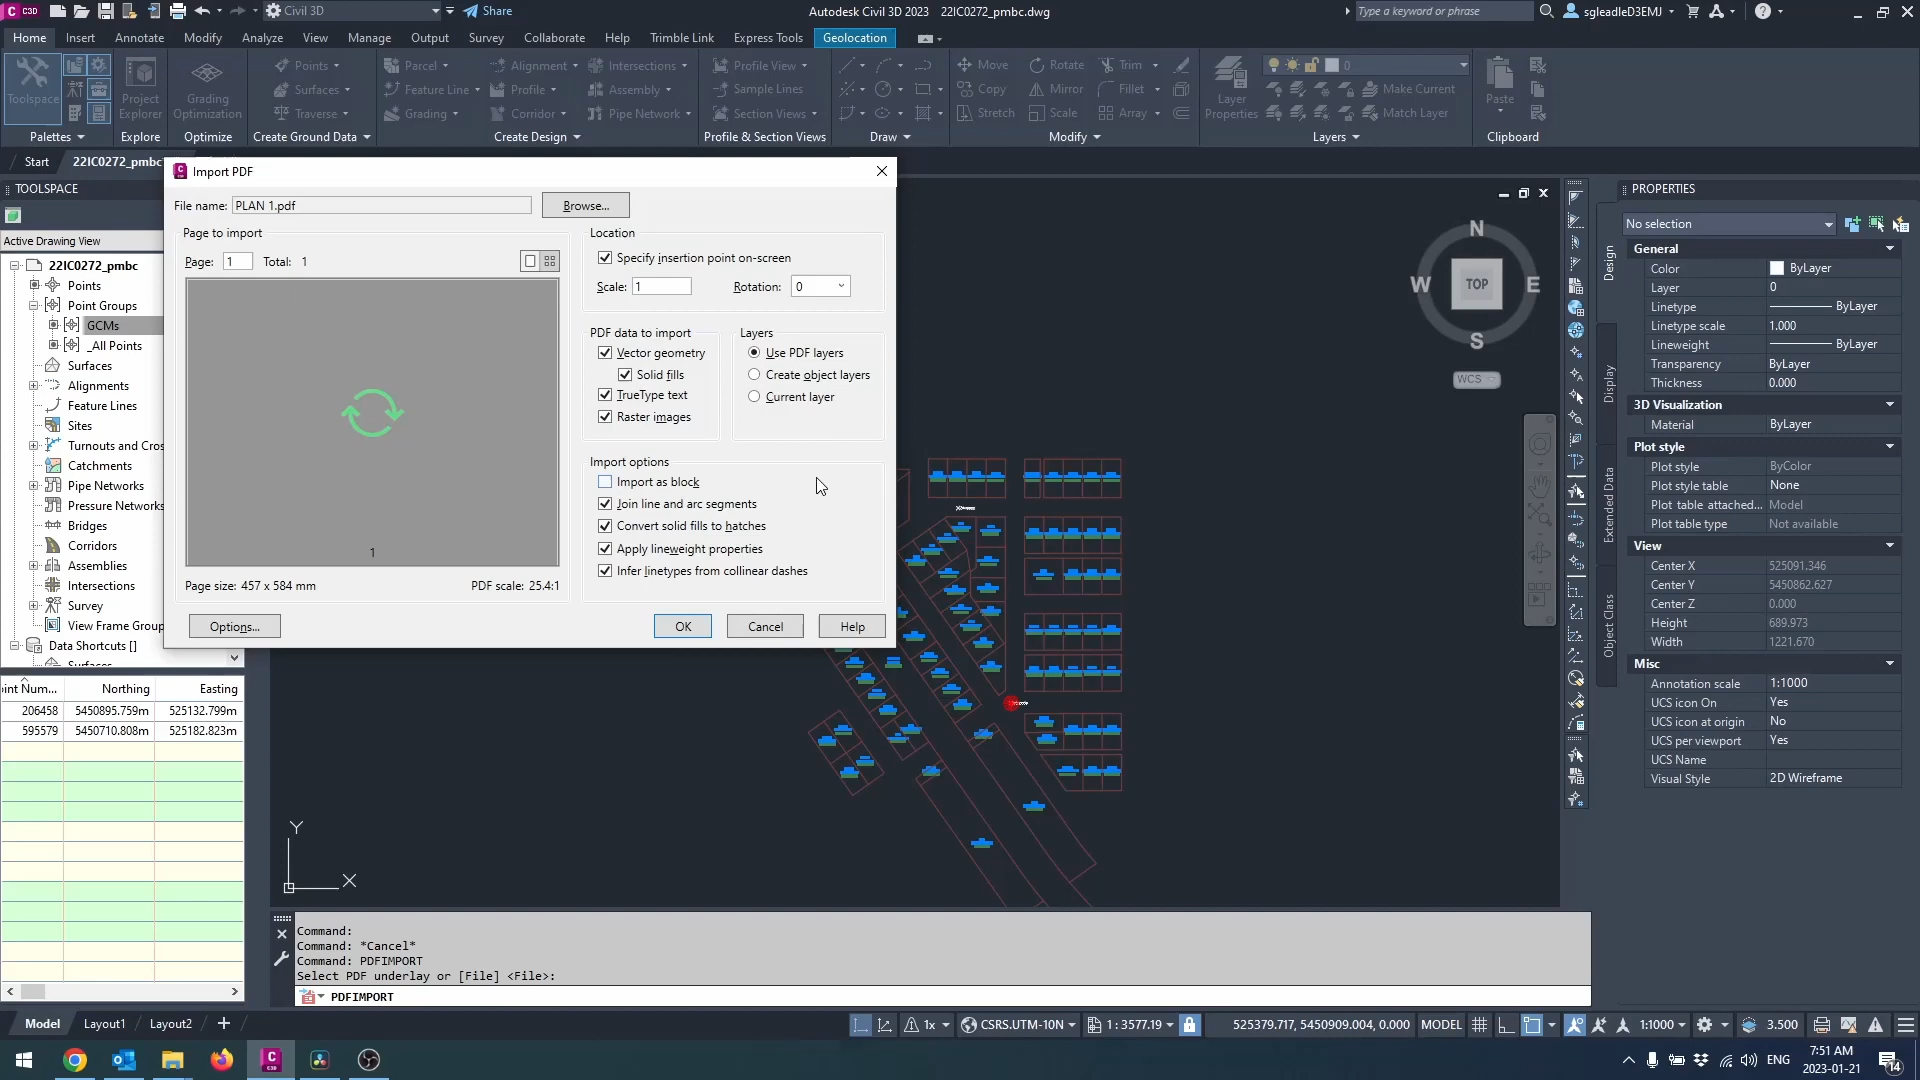 C3D
Civil 3D
Share
Autodesk Civil 3D 2023 22IC0272_pmbc.dwg
Type a keyword or phrase
sgleadleD3EMJ
Home Insert Annotate Modify Analyze View Manage Output Survey Collaborate Help Trimble Link Express Tools Geolocation
Points Parcel Alignment Intersections Profile View Move Rotate Trim 0
Toolspace Project Explorer Grading Optimization Surfaces Feature Line Profile Assembly Sample Lines Copy Mirror Fillet Layer Properties Make Current Paste
Traverse Grading Corridor Pipe Network Section Views Stretch Scale Array Match Layer
Palettes Explore Optimize Create Ground Data Create Design Profile & Section Views Draw Modify Layers Clipboard
Start 22IC0272_pmbc
TOOLSPACE
Active Drawing View
22IC0272_pmbc
Points
Point Groups
GCMs
_All Points
Surfaces
Alignments
Feature Lines
Sites
Turnouts and Cros
Catchments
Pipe Networks
Pressure Networks
Bridges
Corridors
Assemblies
Intersections
Survey
View Frame Group
Data Shortcuts []
Surfaces
oint Num... Northing Easting
206458 5450895.759m 525132.799m
595579 5450710.808m 525182.823m
Import PDF
File name: PLAN 1.pdf Browse...
Page to import
Page: 1 Total: 1
1
Page size: 457 x 584 mm PDF scale: 25.4:1
Location
Specify insertion point on-screen
Scale: 1 Rotation: 0
PDF data to import
Vector geometry
Solid fills
TrueType text
Raster images
Layers
Use PDF layers
Create object layers
Current layer
Import options
Import as block
Join line and arc segments
Convert solid fills to hatches
Apply lineweight properties
Infer linetypes from collinear dashes
Options... OK Cancel Help
N
W TOP E
S
WCS
Y
X
Command:
Command: *Cancel*
Command: PDFIMPORT
Select PDF underlay or [File] <File>:
PDFIMPORT
PROPERTIES
No selection
Design
Display
Extended Data
Object Class
General
Color ByLayer
Layer 0
Linetype ByLayer
Linetype scale 1.000
Lineweight ByLayer
Transparency ByLayer
Thickness 0.000
3D Visualization
Material ByLayer
Plot style
Plot style ByColor
Plot style table None
Plot table attached... Model
Plot table type Not available
View
Center X 525091.346
Center Y 5450862.627
Center Z 0.000
Height 689.973
Width 1221.670
Misc
Annotation scale 1:1000
UCS icon On Yes
UCS icon at origin No
UCS per viewport Yes
UCS Name
Visual Style 2D Wireframe
Model Layout1 Layout2 +
1x CSRS.UTM-10N 1 : 3577.19 525379.717, 5450909.004, 0.000 MODEL 1:1000 3.500
ENG 7:51 AM
2023-01-21
14